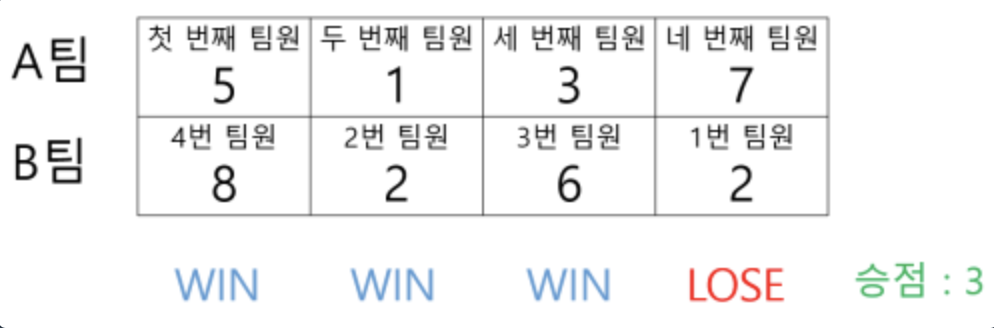 A팀
첫 번째 팀원 두 번째 팀원 세 번째 팀원 네 번째 팀원
5 1 3 7
B팀
4번 팀원 2번 팀원 3번 팀원 1번 팀원
8 2 6 2
WIN WIN WIN LOSE 승점 : 3